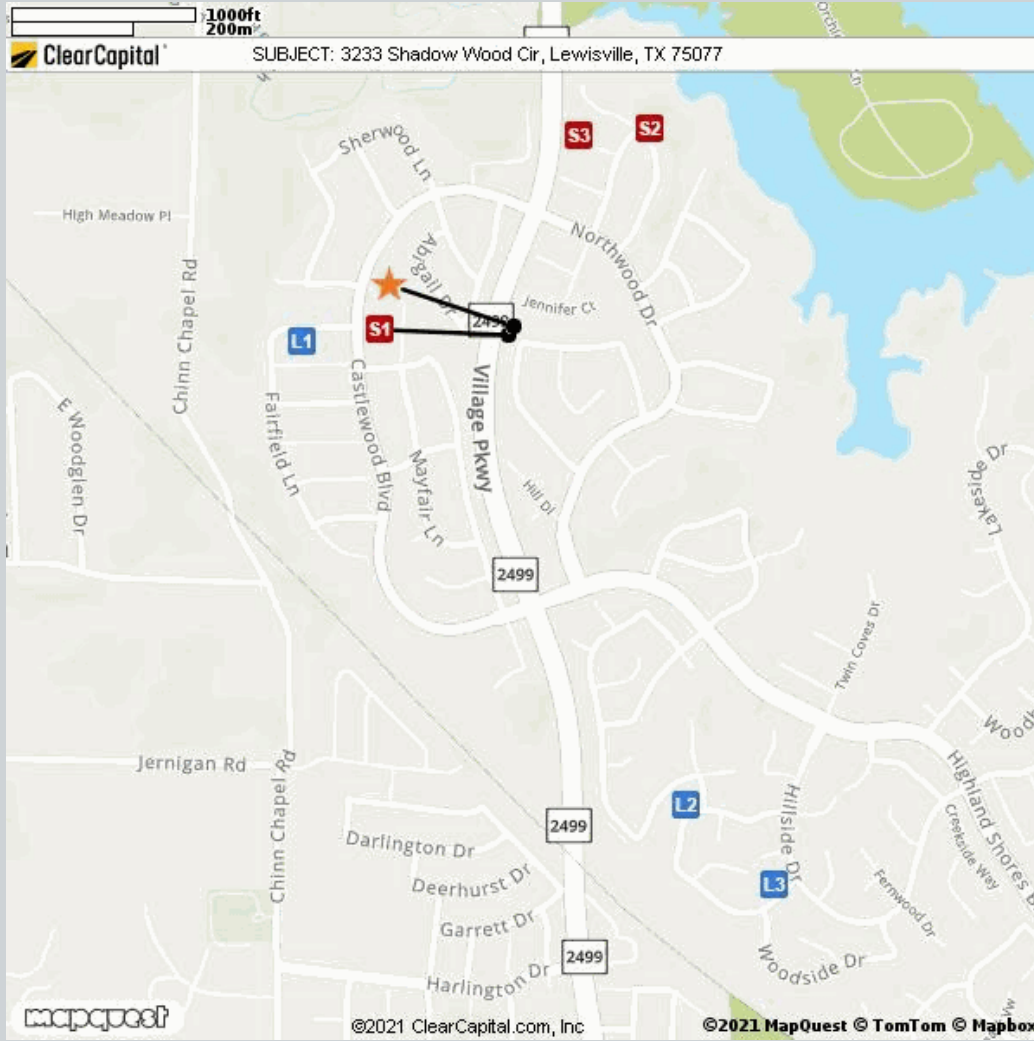 1000ft
200m
ClearCapital
SUBJECT: 3233 Shadow Wood Cir, Lewisville, TX 75077
S3
S2
Sherwood Ln
High Meadow Pl
Northwood Dr
Abigail Dr
Chinn Chapel Rd
Jennifer Ct
2499
S1
L1
Village Pkwy
Castlewood Blvd
Fairfield Ln
E Woodglen Dr
Mayfair Ln
Lakeside Dr
Hill Dl
2499
Twin Coves Dr
Jernigan Rd
Chinn Chapel Rd
Highland Shores
Hillside Dr
L2
2499
Creekside Way
Darlington Dr
Deerhurst Dr
L3
Fernwood Dr
Garrett Dr
2499
Woodside Dr
Harlington Dr
mapquest
©2021 ClearCapital.com, Inc
©2021 MapQuest © TomTom © Mapbox